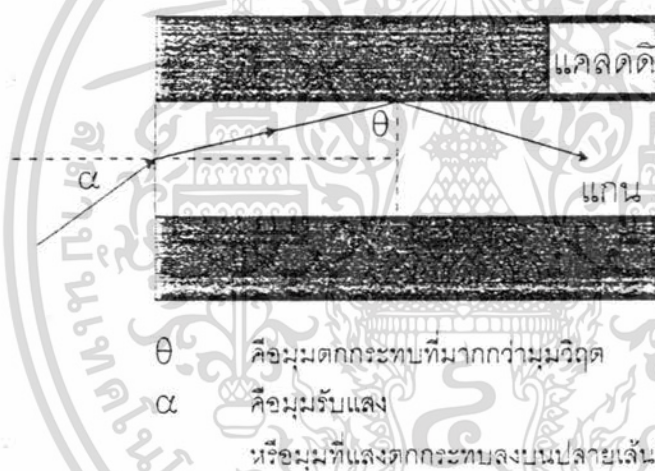 แคลดดิ
θ
α
แกน
θ คือมุมตกกระทบที่มากกว่ามุมวิฤต
α คือมุมรับแสง
หรือมุมที่แสงตกกระทบลงบนปลายเส้น